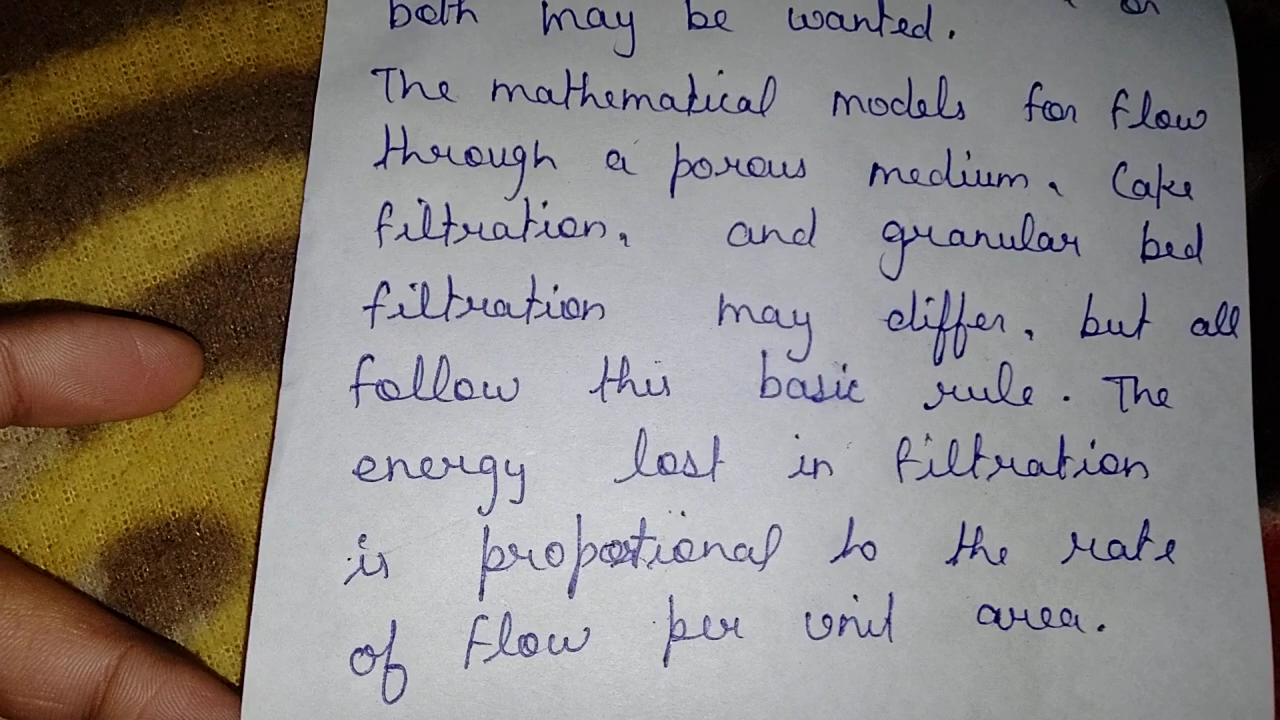 or
both may be wanted.
The mathematical models for flow
through a porous medium, Cake
filtration, and granular bed
filtration may differ, but all
follow this basic rule. The
energy lost in filtration
is propotional to the rate
of flow per unit area.